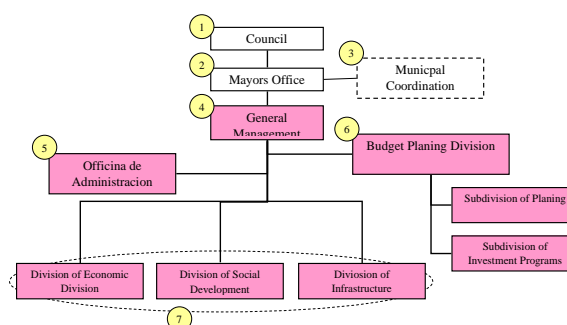 1
Council
2
Mayors Office
3
Municpal
Coordination
4
General
Management
5
Officina de
Administracion
6
Budget Planing Division
Subdivision of Planing
Subdivision of
Investment Programs
Division of Economic
Division
Division of Social
Development
Diviosion of
Infrastructure
7